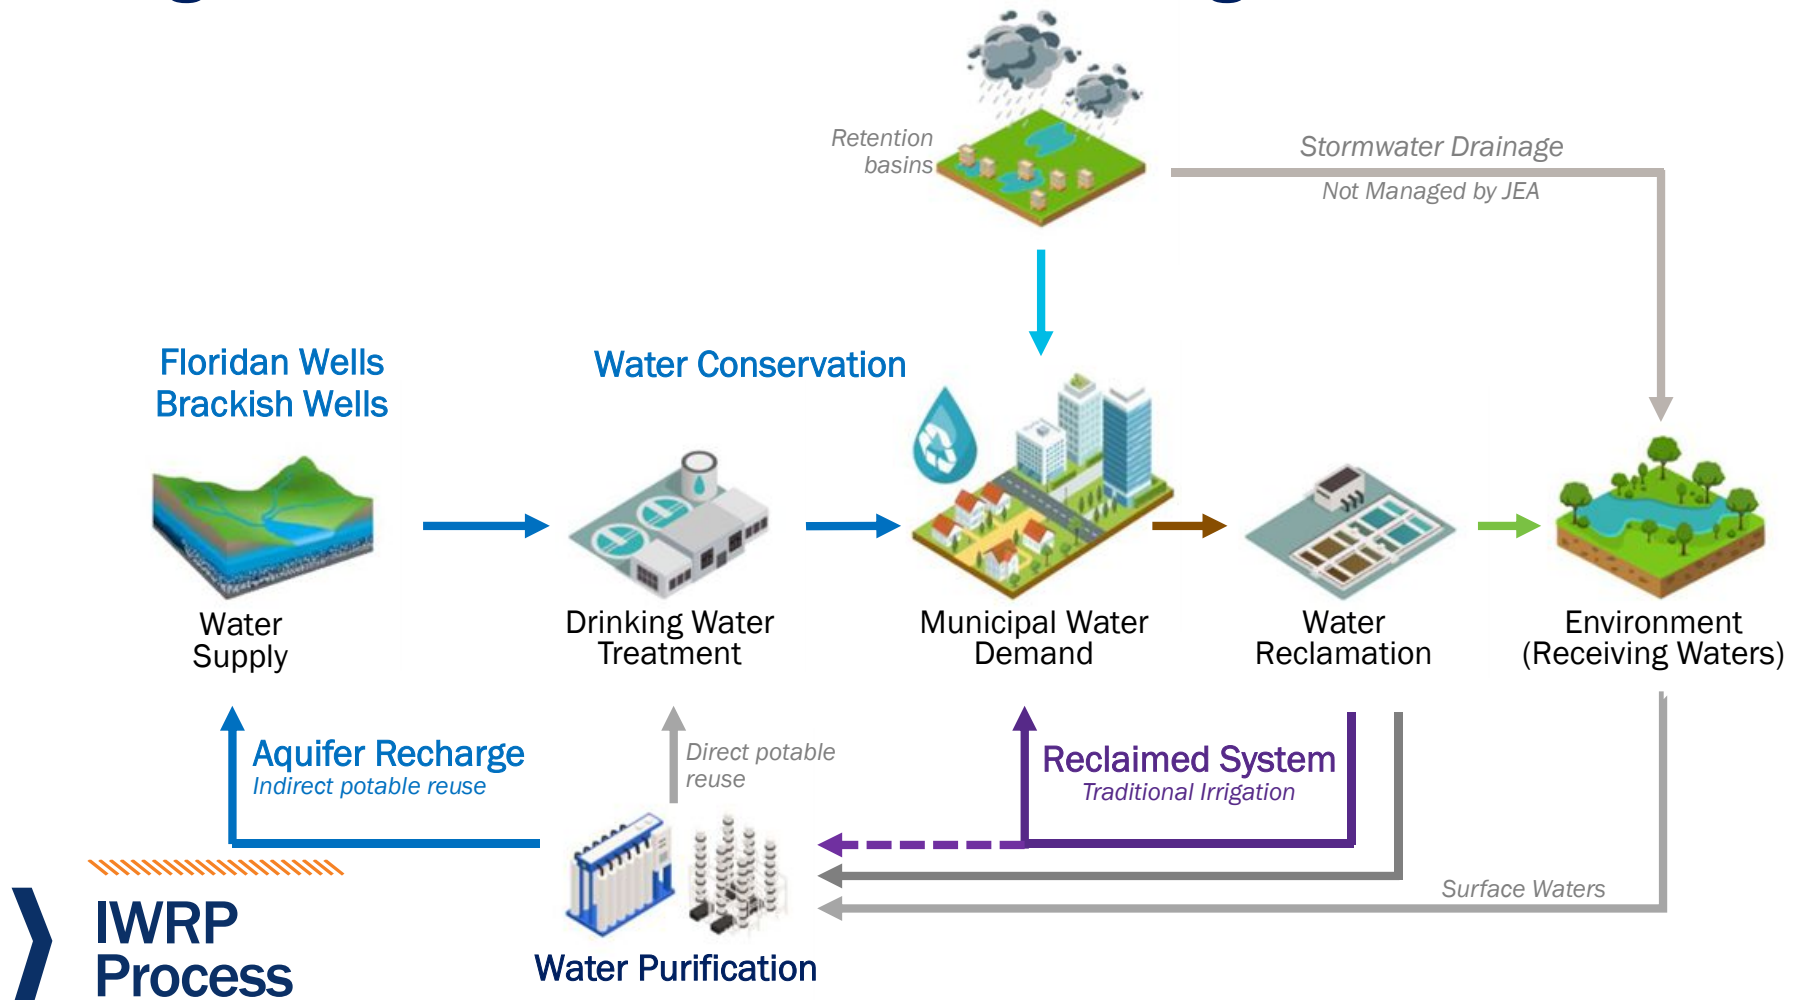 Retention
basins
Stormwater Drainage
Not Managed by JEA
Floridan Wells
Brackish Wells
Water Conservation
Water
Supply
Drinking Water
Treatment
Municipal Water
Demand
Water
Reclamation
Environment
(Receiving Waters)
Aquifer Recharge
Indirect potable reuse
Direct potable
reuse
Reclaimed System
Traditional Irrigation
Surface Waters
IWRP
Process
Water Purification